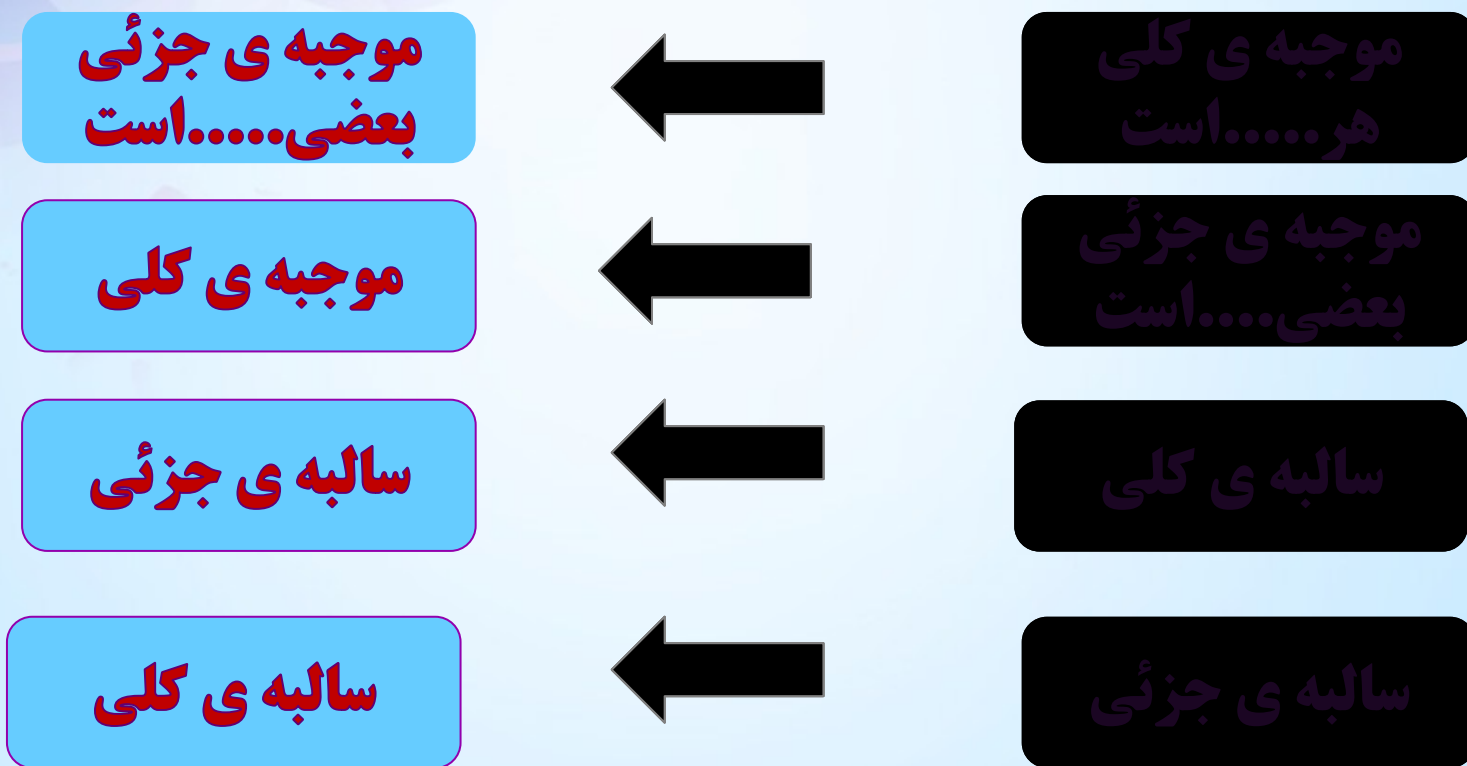 موجبه ی کلی
هر.....است
موجبه ی جزئی
بعضی.....است
موجبه ی جزئی
بعضی....است
موجبه ی کلی
سالبه ی کلی
سالبه ی جزئی
سالبه ی جزئی
سالبه ی کلی